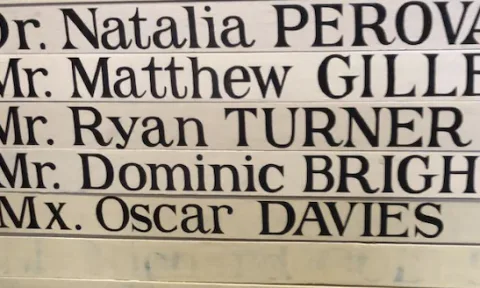 Dr. Natalia PEROVA
Mr. Matthew GILLE
Mr. Ryan TURNER
Mr. Dominic BRIGH
Mx. Oscar DAVIES